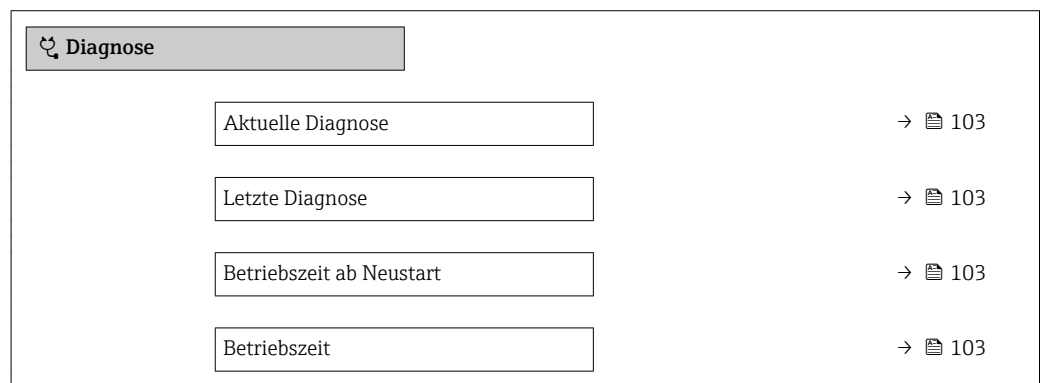 Diagnose
Aktuelle Diagnose → 103
Letzte Diagnose → 103
Betriebszeit ab Neustart → 103
Betriebszeit → 103